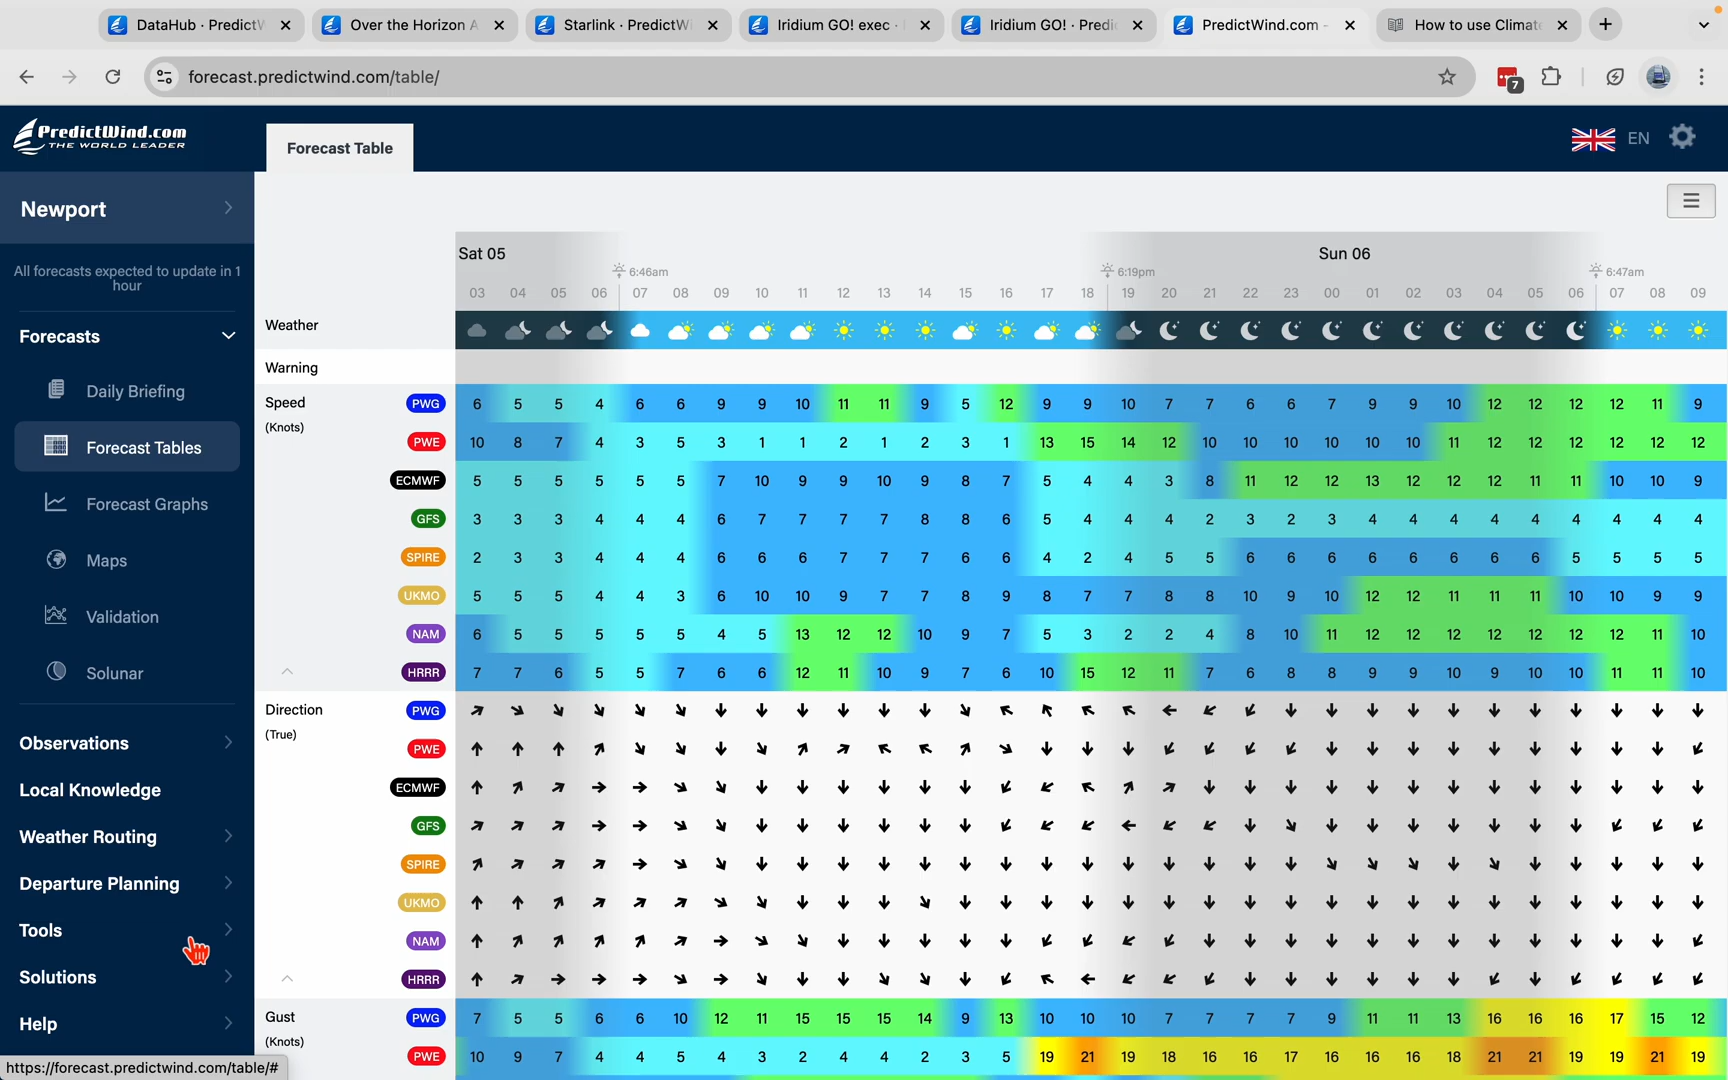 DataHub · PredictW
Over the Horizon A
Starlink · PredictWi
Iridium GO! exec ·
Iridium GO! · Predic
PredictWind.com -
How to use Climate
forecast.predictwind.com/table/
7
PredictWind.com
THE WORLD LEADER
Forecast Table
EN
Newport
All forecasts expected to update in 1
hour
Forecasts
Daily Briefing
Forecast Tables
Forecast Graphs
Maps
Validation
Solunar
Observations
Local Knowledge
Weather Routing
Departure Planning
Tools
Solutions
Help
https://forecast.predictwind.com/table/#
Sat 05 Sun 06
6:46am 6:19pm 6:47am
03 04 05 06 07 08 09 10 11 12 13 14 15 16 17 18 19 20 21 22 23 00 01 02 03 04 05 06 07 08 09
Weather
Warning
Speed PWG 6 5 5 4 6 6 9 9 10 11 11 9 5 12 9 9 10 7 7 6 6 7 9 9 10 12 12 12 12 11 9
(Knots)
PWE 10 8 7 4 3 5 3 1 1 2 1 2 3 1 13 15 14 12 10 10 10 10 10 10 11 12 12 12 12 12 12
ECMWF 5 5 5 5 5 5 7 10 9 9 10 9 8 7 5 4 4 3 8 11 12 12 13 12 12 12 11 11 10 10 9
GFS 3 3 3 4 4 4 6 7 7 7 7 8 8 6 5 4 4 4 2 3 2 3 4 4 4 4 4 4 4 4 4
SPIRE 2 3 3 4 4 4 6 6 6 7 7 7 6 6 4 2 4 5 5 6 6 6 6 6 6 6 6 5 5 5 5
UKMO 5 5 5 4 4 3 6 10 10 9 7 7 8 9 8 7 7 8 8 10 9 10 12 12 11 11 11 10 10 9 9
NAM 6 5 5 5 5 5 4 5 13 12 12 10 9 7 5 3 2 2 4 8 10 11 12 12 12 12 12 12 12 11 10
HRRR 7 7 6 5 5 7 6 6 12 11 10 9 7 6 10 15 12 11 7 6 8 8 9 9 10 9 10 10 11 11 10
Direction PWG
(True)
PWE
ECMWF
GFS
SPIRE
UKMO
NAM
HRRR
Gust PWG 7 5 5 6 6 10 12 11 15 15 15 14 9 13 10 10 10 7 7 7 7 9 11 11 13 16 16 16 17 15 12
(Knots)
PWE 10 9 7 4 4 5 4 3 2 4 4 2 3 5 19 21 19 18 16 16 17 16 16 16 18 21 21 19 19 21 19